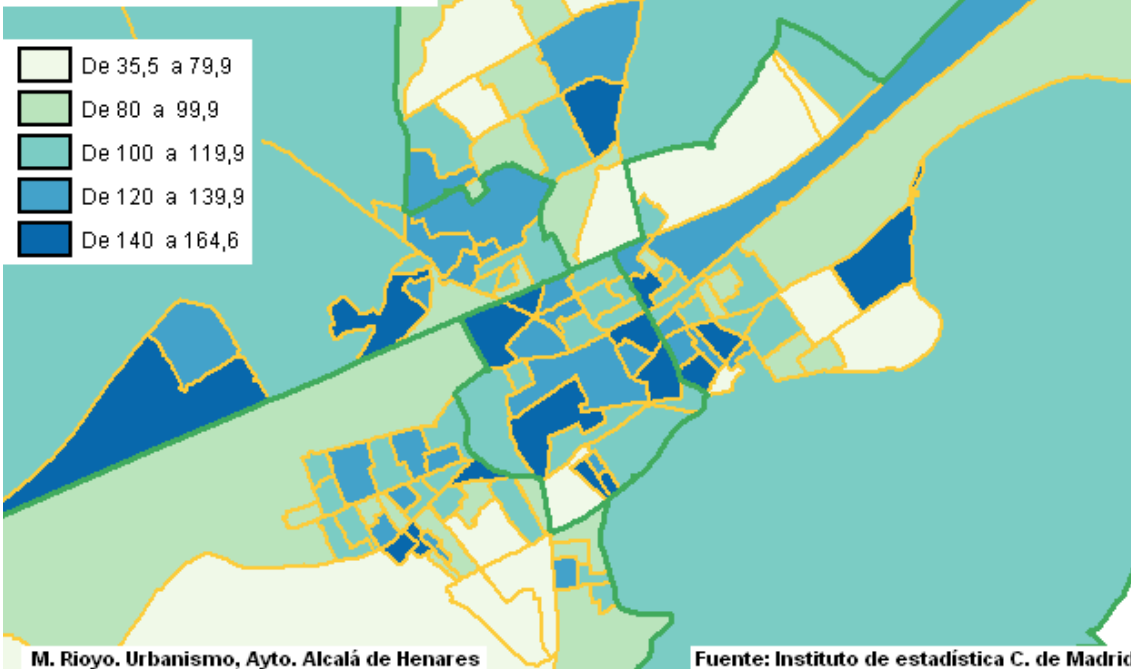 De 35,5 a 79,9
De 80 a 99,9
De 100 a 119,9
De 120 a 139,9
De 140 a 164,6
M. Rioyo. Urbanismo, Ayto. Alcalá de Henares
Fuente: Instituto de estadística C. de Madrid